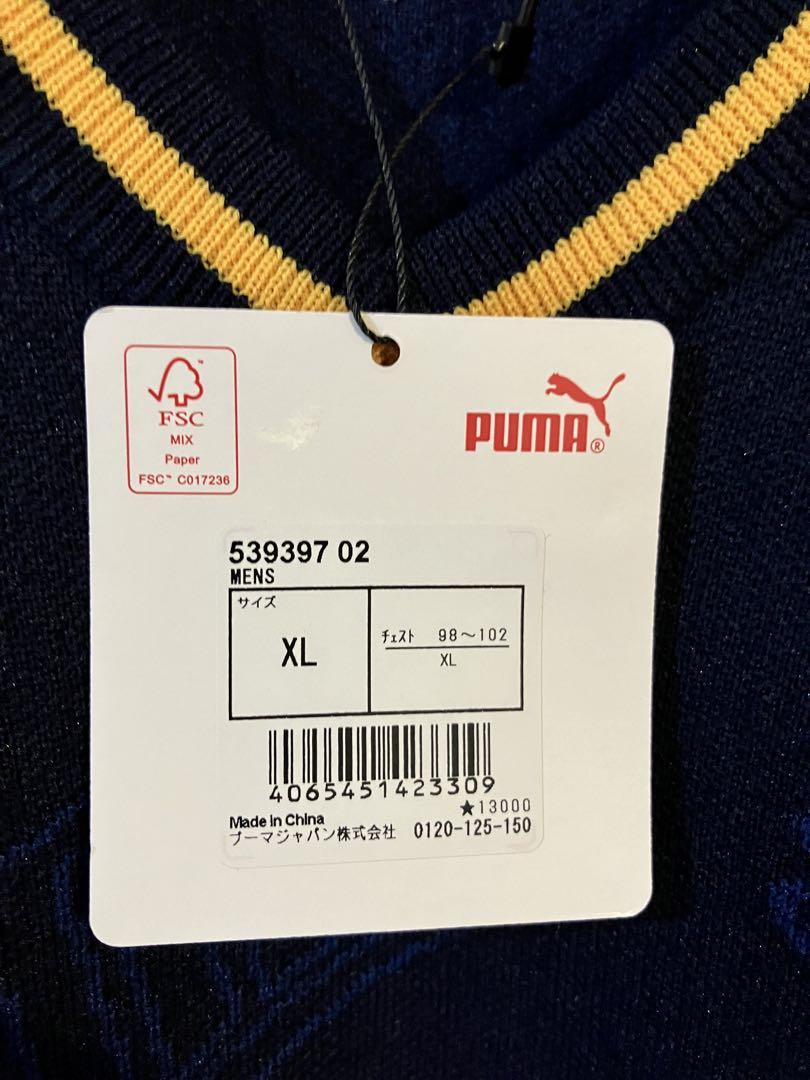 FSC™
MIX
Paper
FSC™ C017236
PUMA®
539397 02
MENS
サイズ
XL
チェスト 98～102
XL
4065451423309
★13000
Made in China
プーマジャパン株式会社 0120-125-150